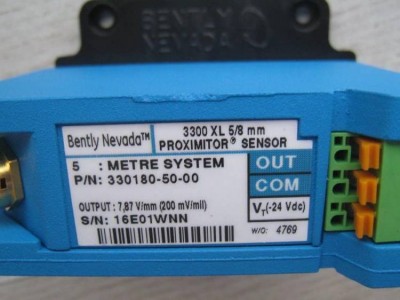 BENTLY
NEVADA
Bently Nevada™
3300 XL 5/8 mm
PROXIMITOR® SENSOR
5 : METRE SYSTEM
P/N: 330180-50-00
OUTPUT : 7,87 V/mm (200 mV/mil)
S/N: 16E01WNN
OUT
COM
VT(-24 Vdc)
W/O: 4769